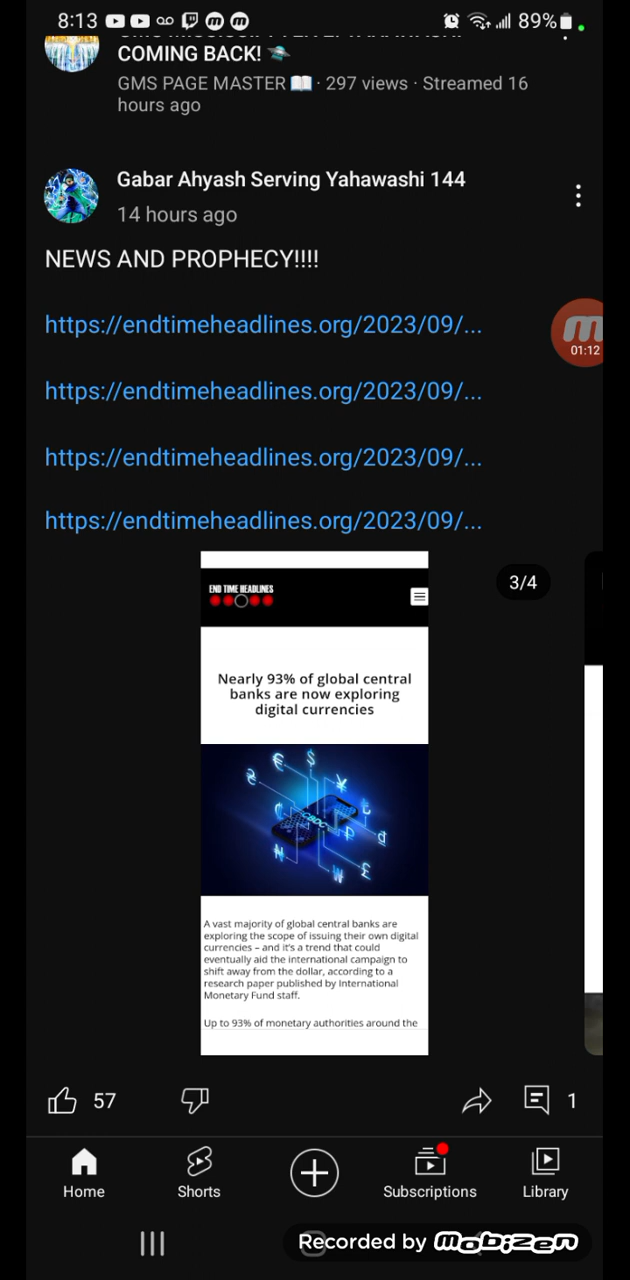 8:13
89%
COMING BACK! 🛸
GMS PAGE MASTER📖 · 297 views · Streamed 16
hours ago
Gabar Ahyash Serving Yahawashi 144
14 hours ago
NEWS AND PROPHECY!!!!
https://endtimeheadlines.org/2023/09/...
01:12
https://endtimeheadlines.org/2023/09/...
https://endtimeheadlines.org/2023/09/...
https://endtimeheadlines.org/2023/09/...
3/4
END TIME HEADLINES
Nearly 93% of global central
banks are now exploring
digital currencies
CBDC
A vast majority of global central banks are
exploring the scope of issuing their own digital
currencies – and it's a trend that could
eventually aid the international campaign to
shift away from the dollar, according to a
research paper published by International
Monetary Fund staff.
Up to 93% of monetary authorities around the
57
1
Home
Shorts
Subscriptions
Library
Recorded by mobizen